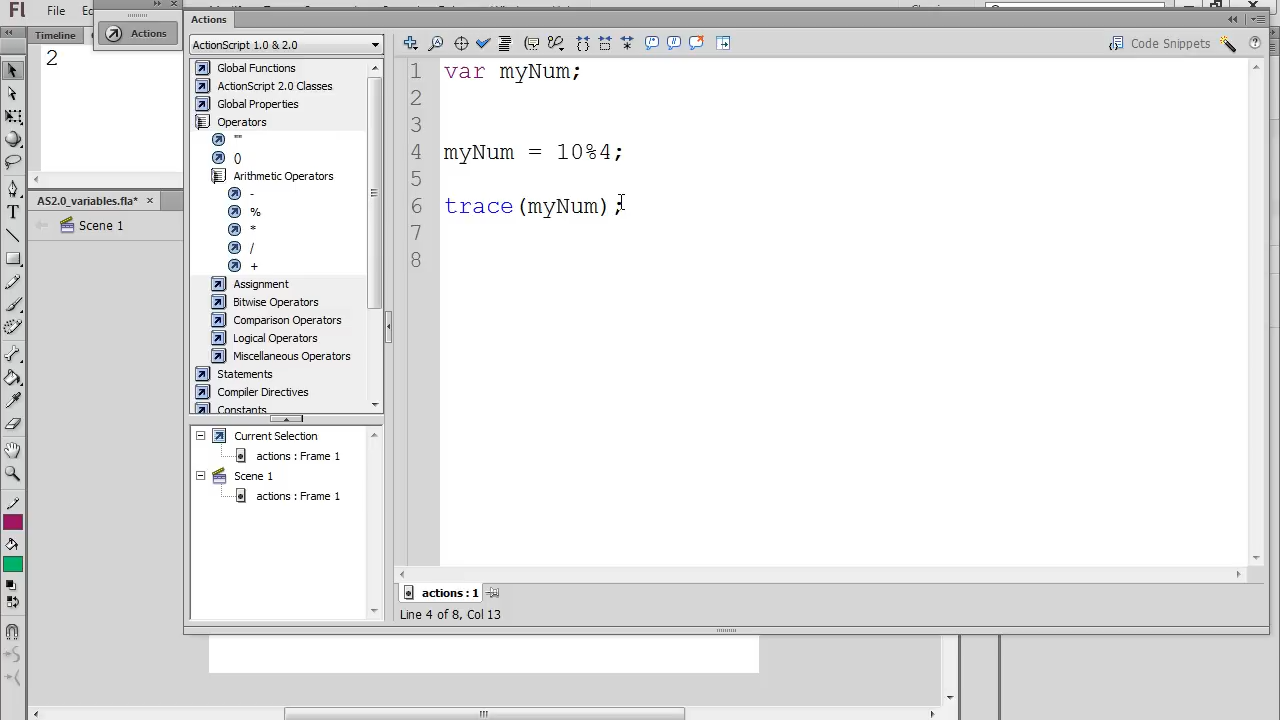 Fl
File
Actions
Timeline
2
AS2.0_variables.fla*
Scene 1
Actions
ActionScript 1.0 & 2.0
Code Snippets
Global Functions
ActionScript 2.0 Classes
Global Properties
Operators
""
()
Arithmetic Operators
-
%
*
/
+
Assignment
Bitwise Operators
Comparison Operators
Logical Operators
Miscellaneous Operators
Statements
Compiler Directives
Constants
Current Selection
actions : Frame 1
Scene 1
actions : Frame 1
1 var myNum;
2
3
4 myNum = 10%4;
5
6 trace(myNum);
7
8
actions : 1
Line 4 of 8, Col 13